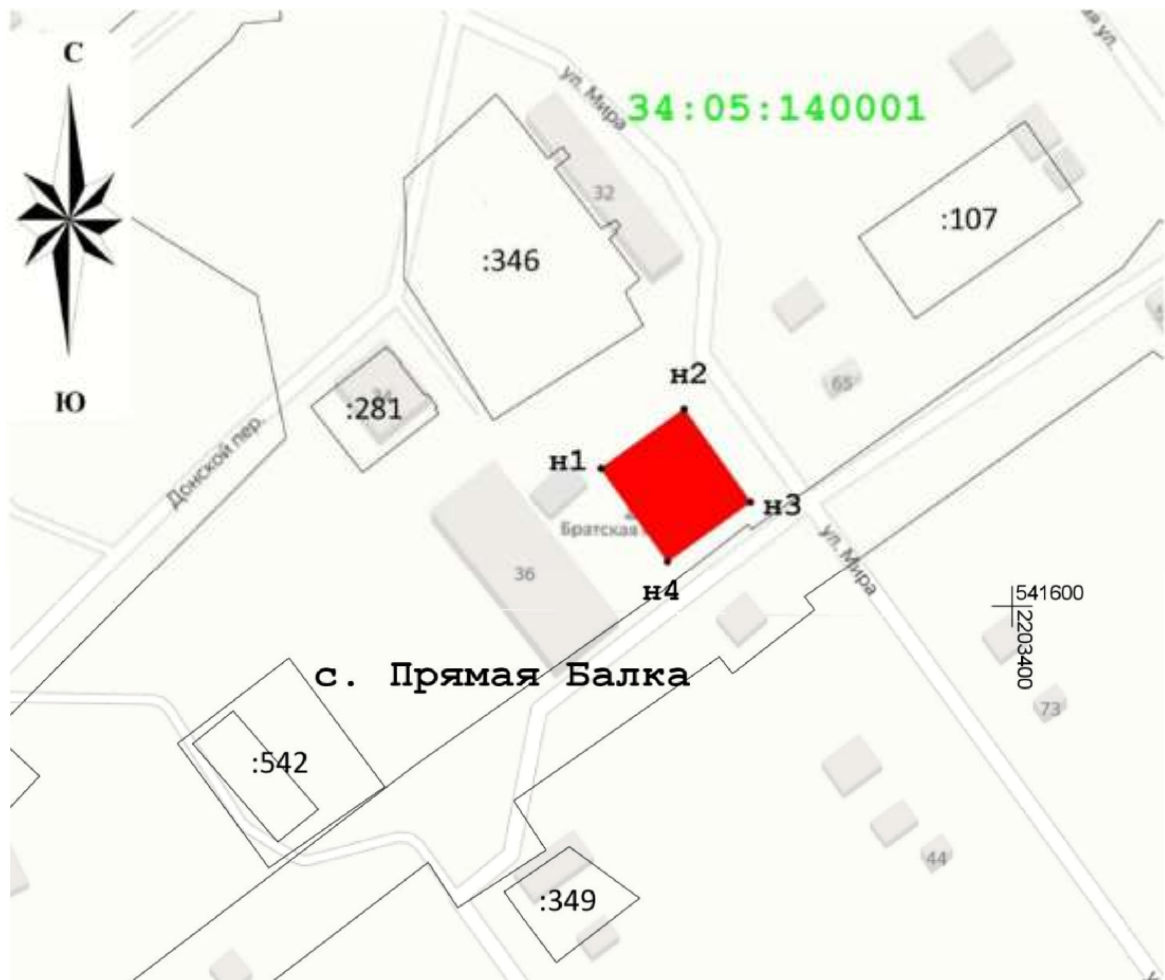 С
ул. Мира
34:05:140001
32
:107
:346
65
н2
:281
Донской пер.
н1
н3
Братская
36
ул. Мира
н4
541600
2203400
с. Прямая Балка
73
:542
44
:349
Ю